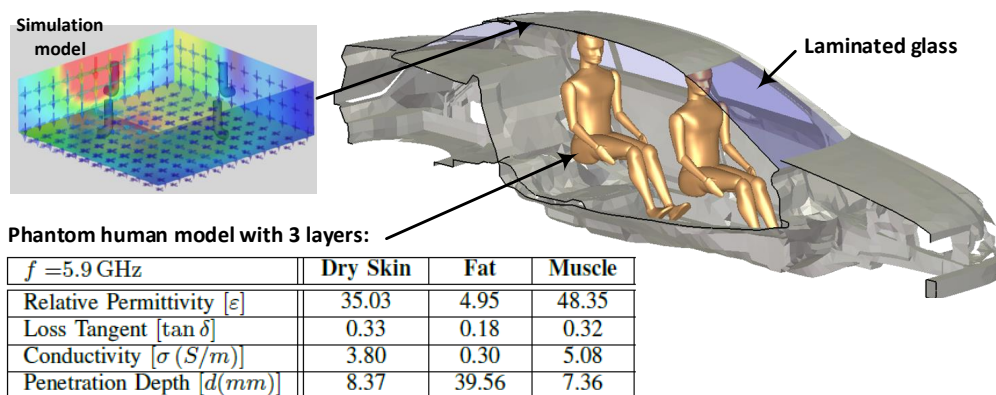 Simulation
model
Laminated glass
Phantom human model with 3 layers:
f =5.9 GHz Dry Skin Fat Muscle
Relative Permittivity [ε] 35.03 4.95 48.35
Loss Tangent [tan δ] 0.33 0.18 0.32
Conductivity [σ (S/m)] 3.80 0.30 5.08
Penetration Depth [d(mm)] 8.37 39.56 7.36